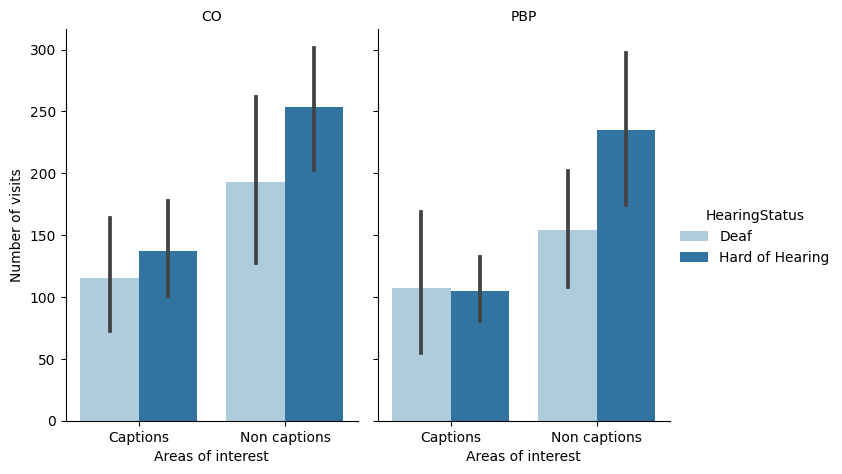 CO
PBP
Number of visits
300
250
200
150
100
50
0
Captions
Non captions
Areas of interest
Captions
Non captions
Areas of interest
HearingStatus
Deaf
Hard of Hearing